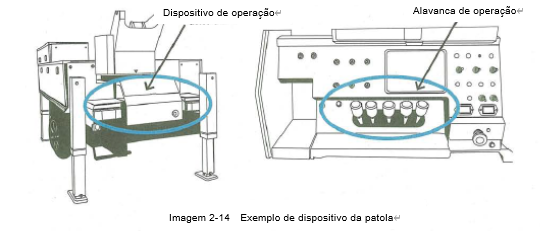 Dispositivo de operação
Alavanca de operação
Imagem 2-14 Exemplo de dispositivo da patola